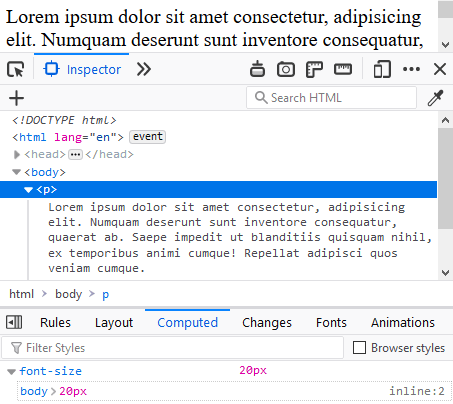 Lorem ipsum dolor sit amet consectetur, adipisicing
elit. Numquam deserunt sunt inventore consequatur,
Inspector
Search HTML
<!DOCTYPE html>
<html lang="en"> event
<head> ••• </head>
<body>
<p>
Lorem ipsum dolor sit amet consectetur, adipisicing
elit. Numquam deserunt sunt inventore consequatur,
quaerat ab. Saepe impedit ut blanditiis quisquam nihil,
ex temporibus animi cumque! Repellat adipisci quos
veniam cumque.
html > body > p
Rules Layout Computed Changes Fonts Animations
Filter Styles Browser styles
font-size 20px
body > 20px inline:2